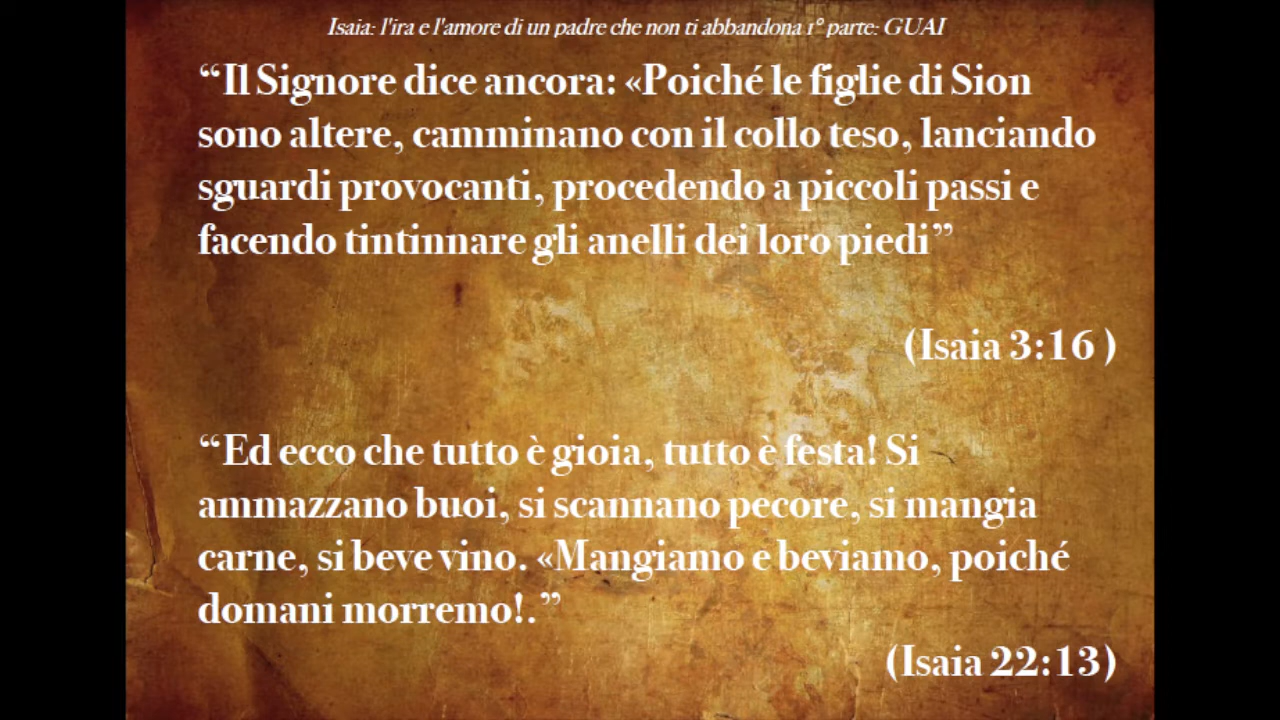 Isaia: l'ira e l'amore di un padre che non ti abbandona 1° parte: GUAI
“Il Signore dice ancora: «Poiché le figlie di Sion
sono altere, camminano con il collo teso, lanciando
sguardi provocanti, procedendo a piccoli passi e
facendo tintinnare gli anelli dei loro piedi”
(Isaia 3:16 )
“Ed ecco che tutto è gioia, tutto è festa! Si
ammazzano buoi, si scannano pecore, si mangia
carne, si beve vino. «Mangiamo e beviamo, poiché
domani morremo!.”
(Isaia 22:13)